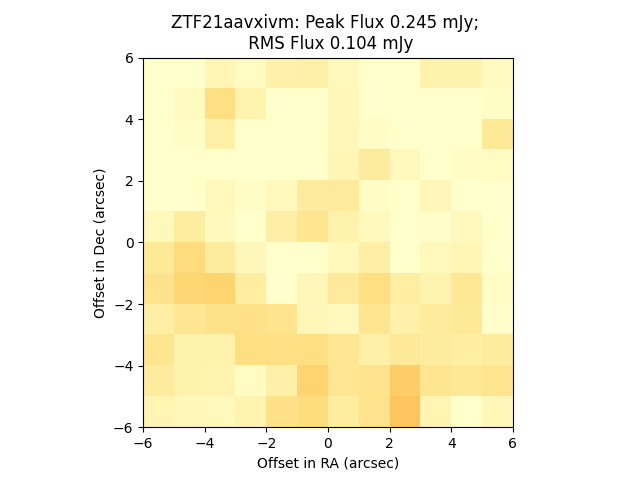 ZTF21aavxivm: Peak Flux 0.245 mJy;
RMS Flux 0.104 mJy
6
4
2
0
−2
−4
−6
Offset in Dec (arcsec)
−6 −4 −2 0 2 4 6
Offset in RA (arcsec)